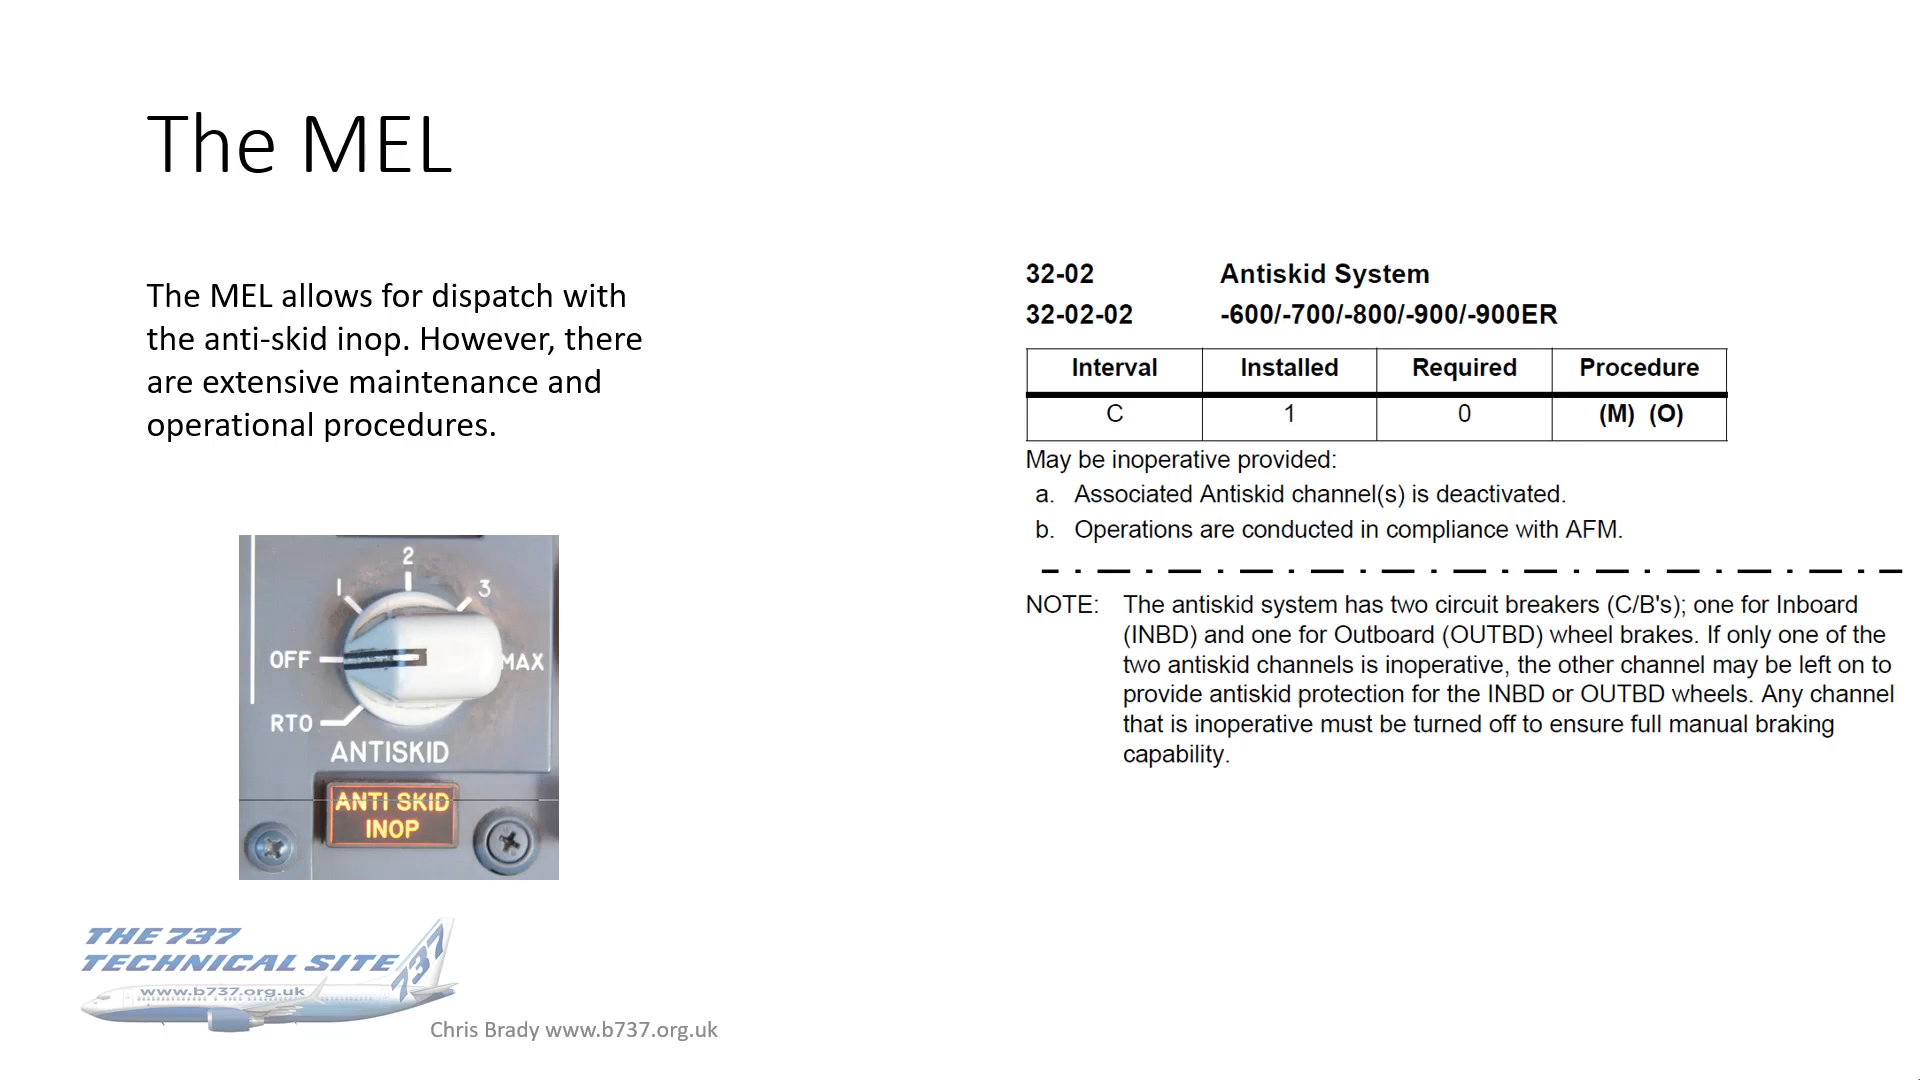 The MEL
The MEL allows for dispatch with
the anti-skid inop. However, there
are extensive maintenance and
operational procedures.
2
1
3
OFF
MAX
RTO
ANTISKID
ANTI SKID
INOP
THE 737
TECHNICAL SITE
737
www.b737.org.uk
Chris Brady www.b737.org.uk
32-02 Antiskid System
32-02-02 -600/-700/-800/-900/-900ER
Interval Installed Required Procedure
C 1 0 (M) (O)
May be inoperative provided:
a. Associated Antiskid channel(s) is deactivated.
b. Operations are conducted in compliance with AFM.
NOTE: The antiskid system has two circuit breakers (C/B's); one for Inboard
(INBD) and one for Outboard (OUTBD) wheel brakes. If only one of the
two antiskid channels is inoperative, the other channel may be left on to
provide antiskid protection for the INBD or OUTBD wheels. Any channel
that is inoperative must be turned off to ensure full manual braking
capability.